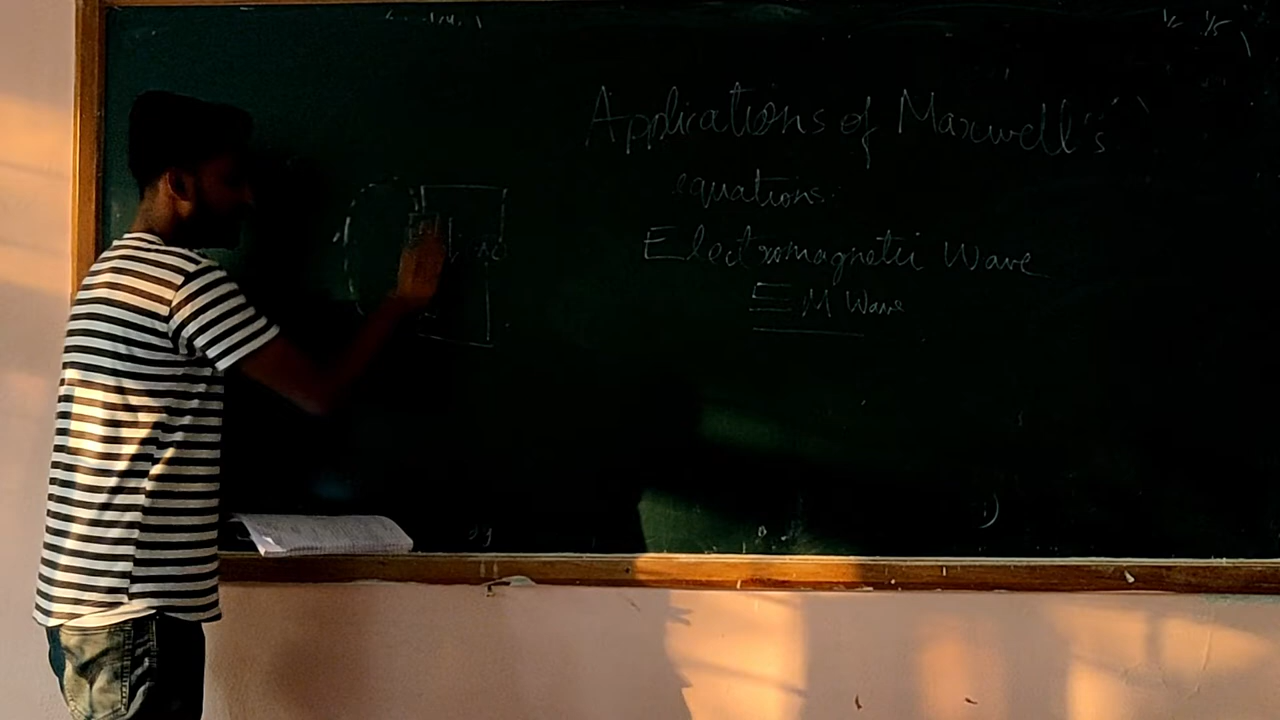 Applications of Maxwell's
equations.
Electromagnetic Wave
EM Wave